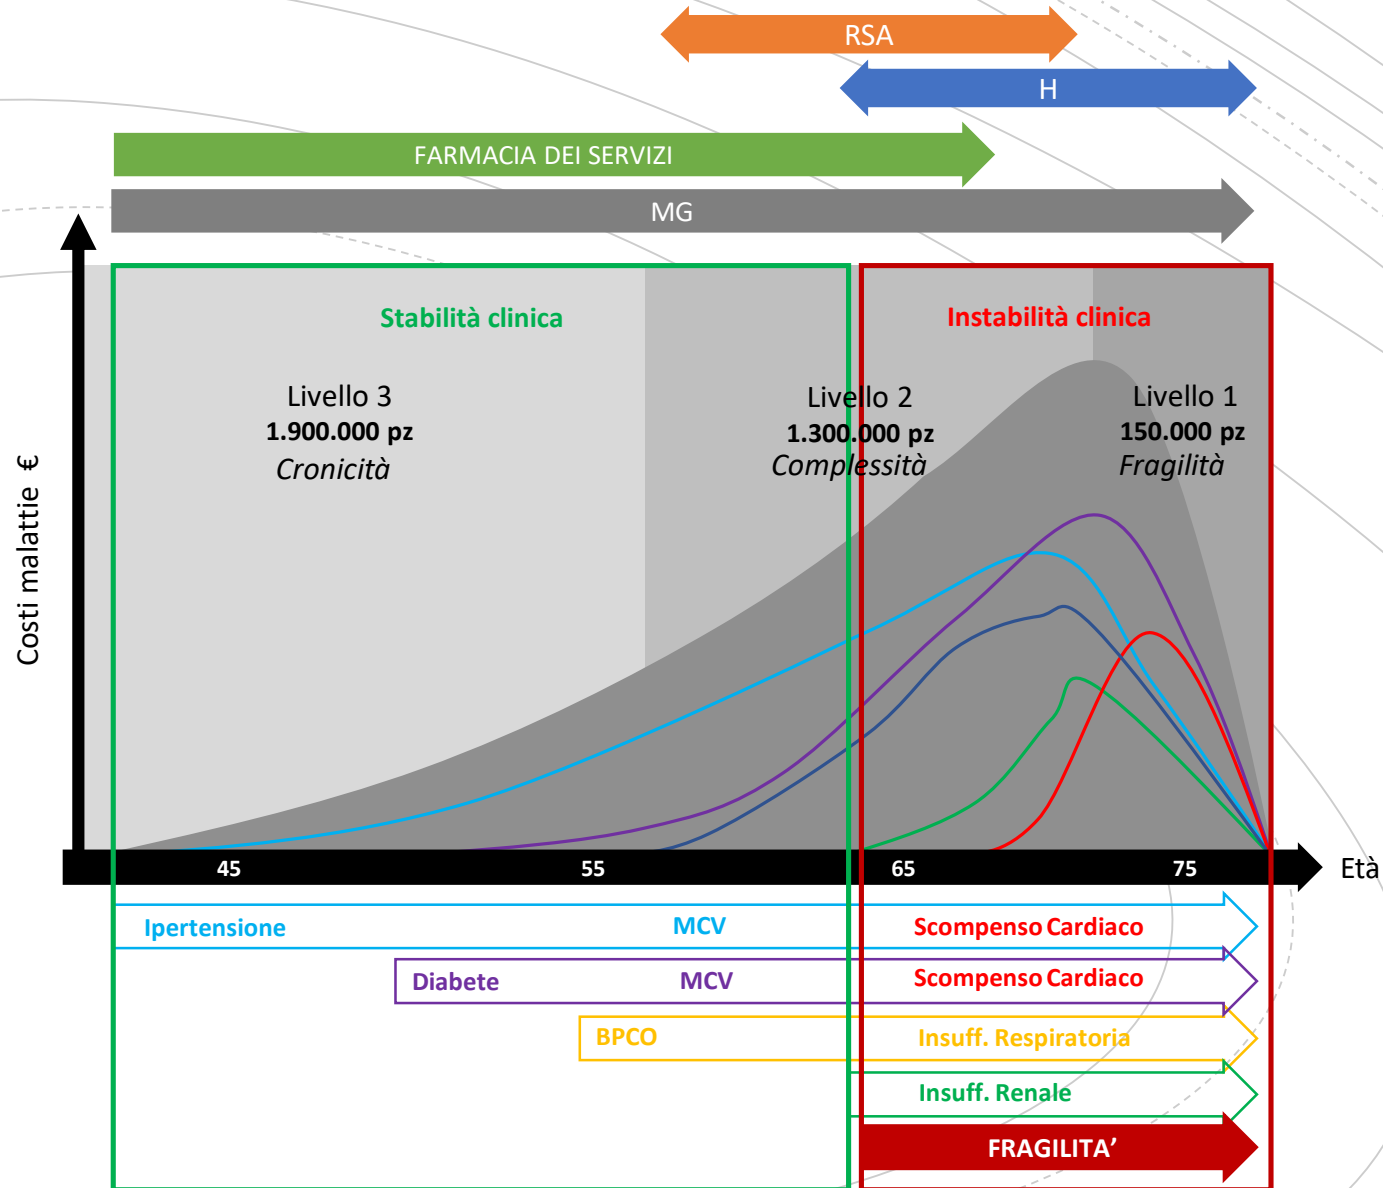 RSA
H
FARMACIA DEI SERVIZI
MG
Stabilità clinica
Instabilità clinica
Livello 3
1.900.000 pz
Cronicità
Livello 2
1.300.000 pz
Complessità
Livello 1
150.000 pz
Fragilità
Costi malattie €
45
55
65
75
Età
Ipertensione
MCV
Scompenso Cardiaco
Diabete
MCV
Scompenso Cardiaco
BPCO
Insuff. Respiratoria
Insuff. Renale
FRAGILITA’